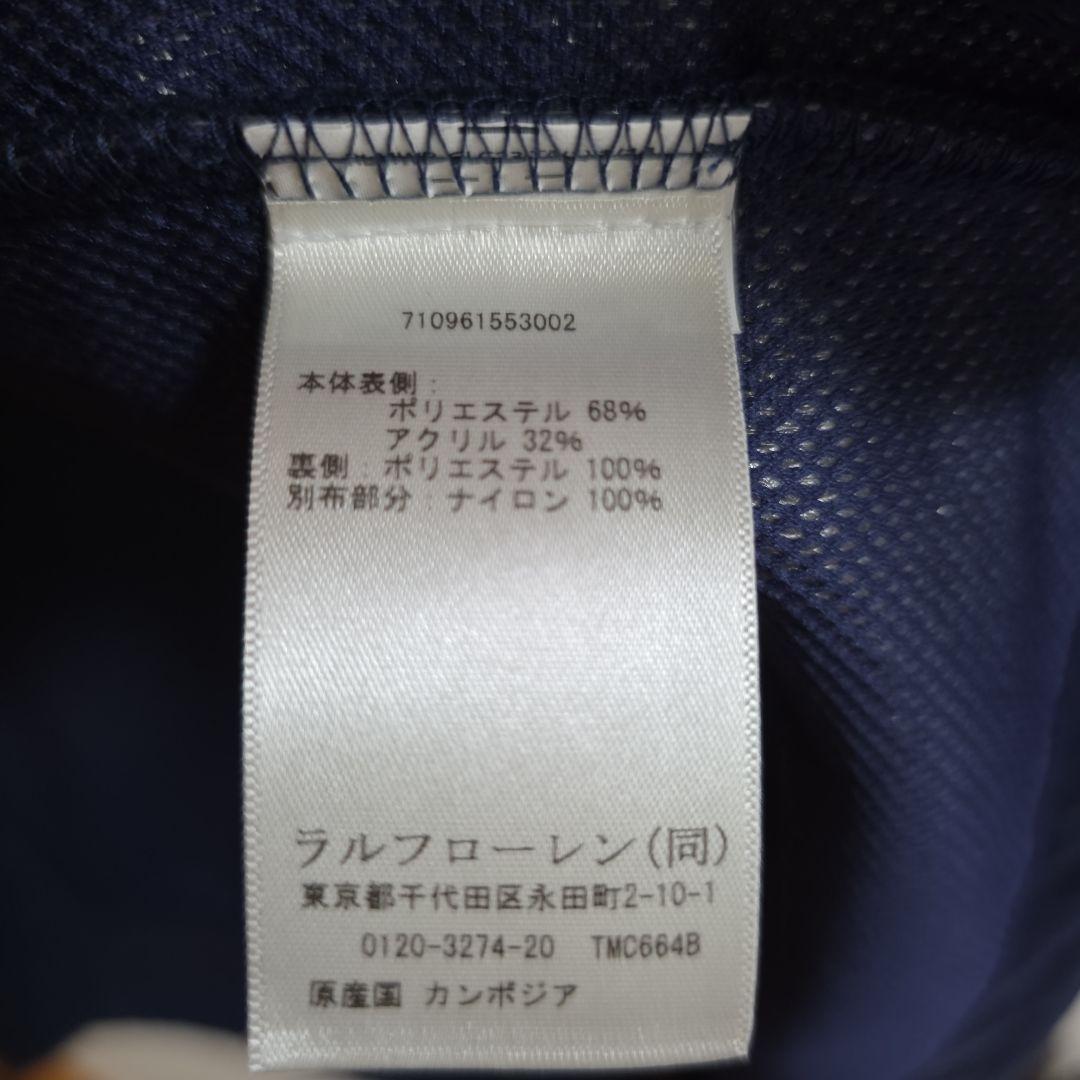 710961553002
本体表側:
ポリエステル 68%
アクリル 32%
裏側:ポリエステル 100%
別布部分:ナイロン 100%
ラルフローレン(同)
東京都千代田区永田町2-10-1
0120-3274-20 TMC664B
原産国 カンボジア